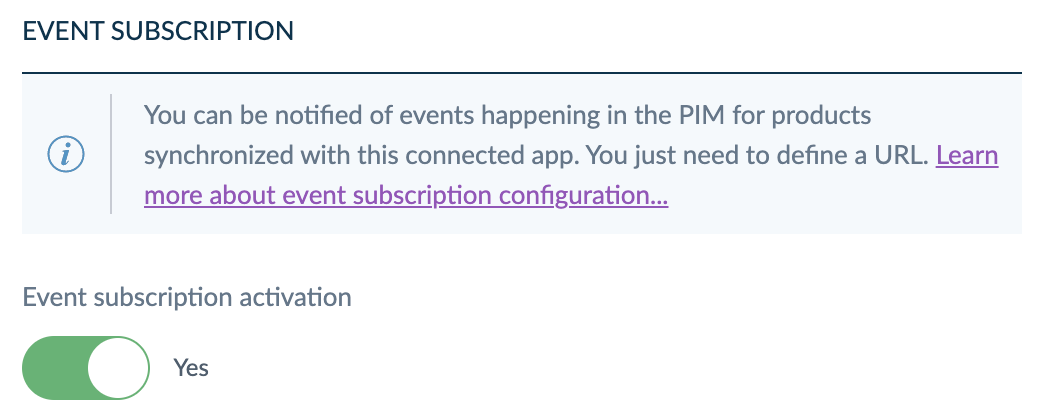 EVENT SUBSCRIPTION
You can be notified of events happening in the PIM for products
synchronized with this connected app. You just need to define a URL. Learn
more about event subscription configuration...
Event subscription activation
Yes